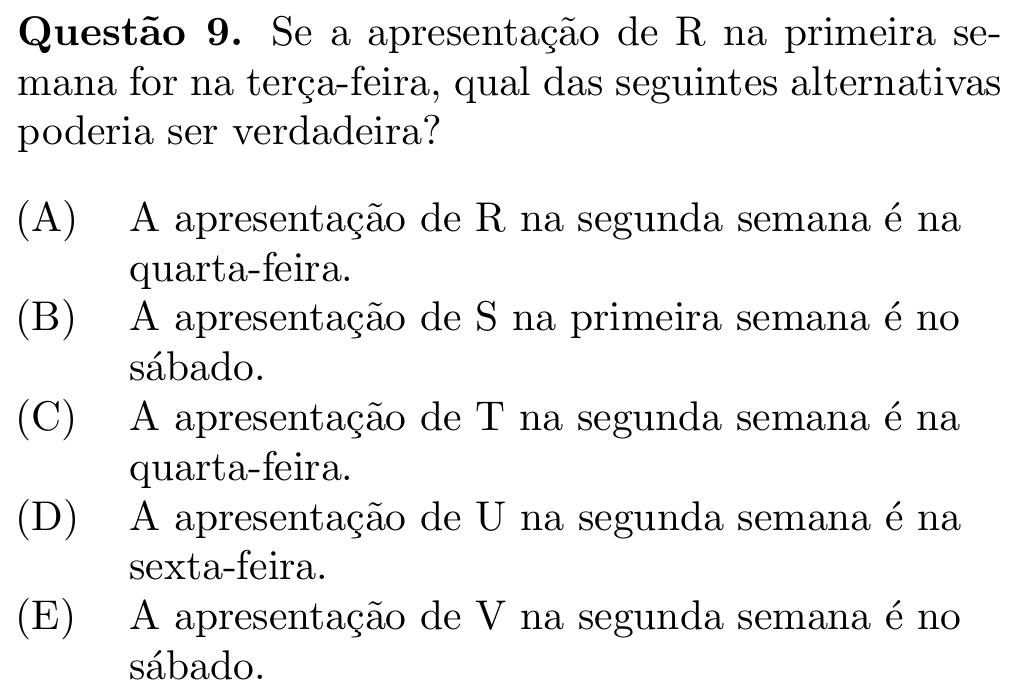 Questão 9. Se a apresentação de R na primeira se-
mana for na terça-feira, qual das seguintes alternativas
poderia ser verdadeira?
(A) A apresentação de R na segunda semana é na
quarta-feira.
(B) A apresentação de S na primeira semana é no
sábado.
(C) A apresentação de T na segunda semana é na
quarta-feira.
(D) A apresentação de U na segunda semana é na
sexta-feira.
(E) A apresentação de V na segunda semana é no
sábado.